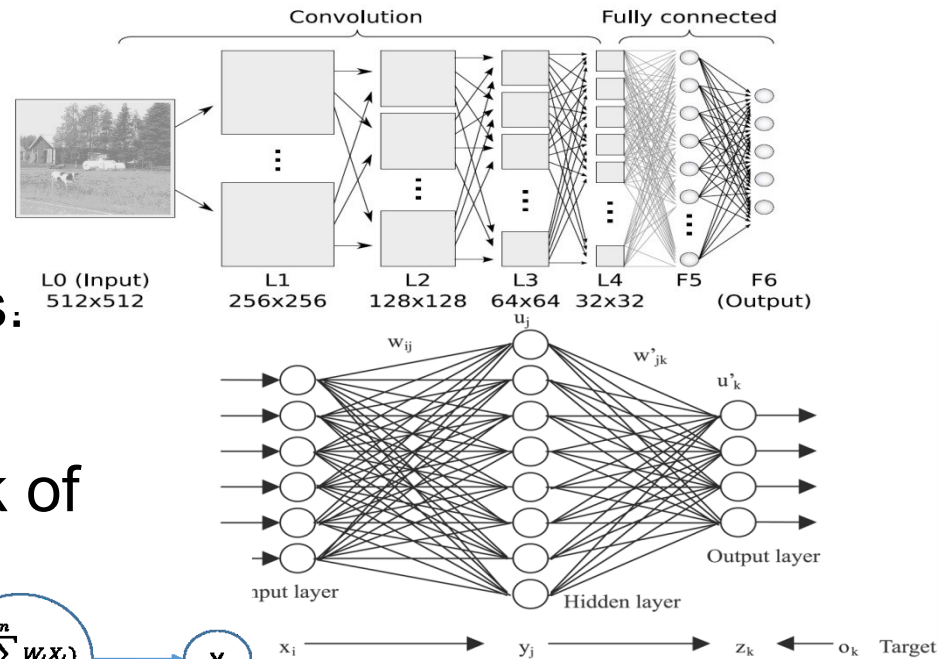 Convolution Fully connected
L0 (Input) L1 L2 L3 L4 F5 F6
512x512 256x256 128x128 64x64 32x32 (Output)
s:
u_j
w_ij
w'_jk
u'_k
k of
Output layer
nput layer
Hidden layer
n
∑ WᵢXᵢ)
Y
x_i y_j z_k o_k Target